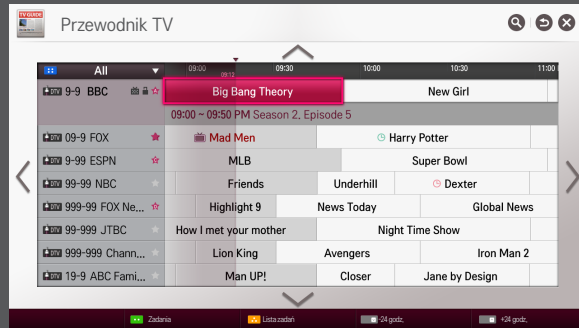 TV GUIDE
Przewodnik TV
All 09:00 09:30 10:00 10:30 11:00
09:12
DTV 9-9 BBC Big Bang Theory New Girl
09:00 ~ 09:50 PM Season 2, Episode 5
DTV 09-9 FOX Mad Men Harry Potter
DTV 9-99 ESPN MLB Super Bowl
DTV 99-99 NBC Friends Underhill Dexter
DTV 999-99 FOX Ne... Highlight 9 News Today Global News
DTV 99-999 JTBC How I met your mother Night Time Show
DTV 999-999 Chann... Lion King Avengers Iron Man 2
DTV 19-9 ABC Fami... Man UP! Closer Jane by Design
Zadania Lista zadań -24 godz, +24 godz,